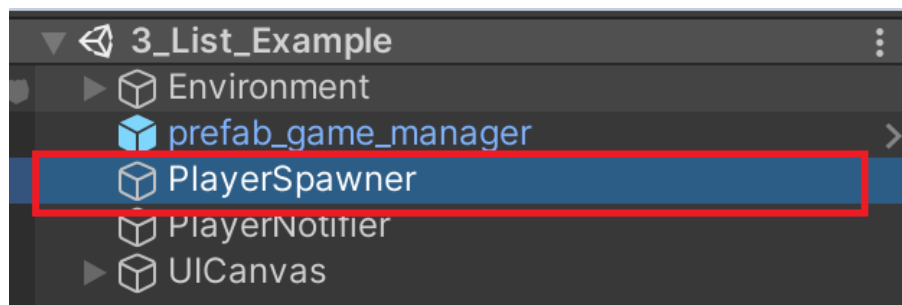 3_List_Example
Environment
prefab_game_manager
PlayerSpawner
PlayerNotifier
UICanvas